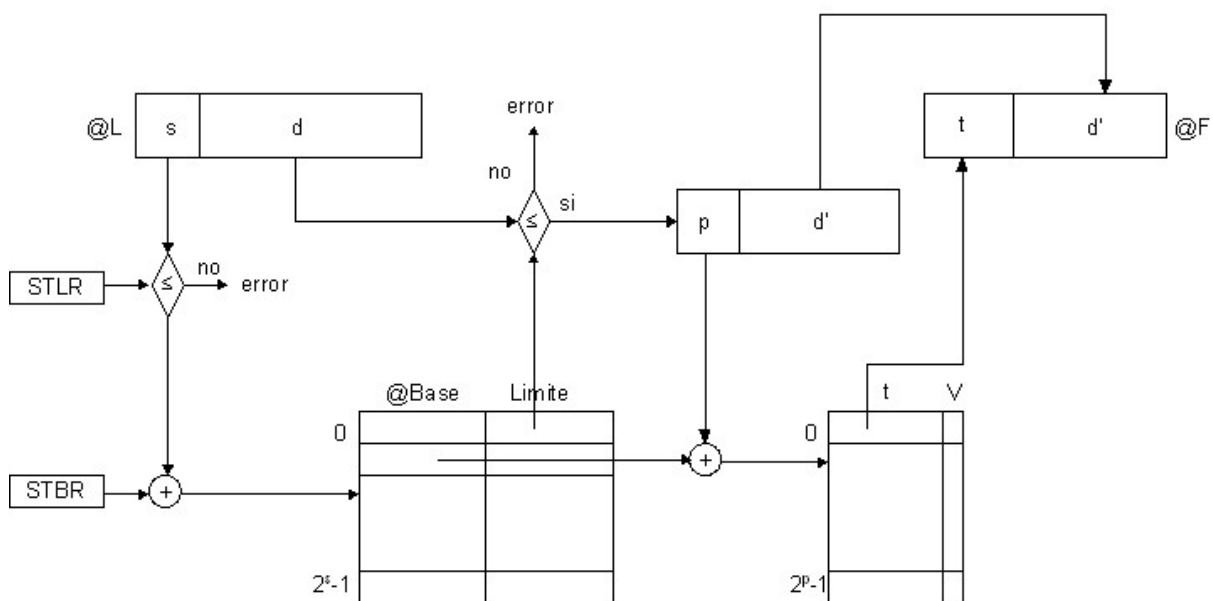 error
@L s d
t d' @F
no
≤ si
p d'
STLR ≤ no error
@Base Limite
t V
0
0
+
STBR +
2ˢ-1
2ᵖ-1